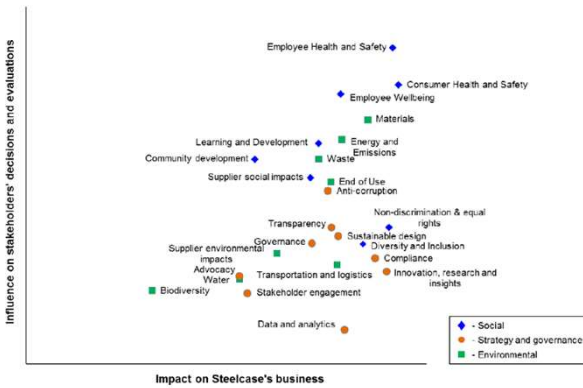 Influence on stakeholders' decisions and evaluations
Employee Health and Safety
Consumer Health and Safety
Employee Wellbeing
Materials
Learning and Development
Energy and
Emissions
Community development
Waste
Supplier social impacts
End of Use
Anti-corruption
Non-discrimination & equal
rights
Transparency
Sustainable design
Governance
Diversity and Inclusion
Supplier environmental
impacts
Compliance
Advocacy
Transportation and logistics
Innovation, research and
insights
Water
Biodiversity
Stakeholder engagement
Data and analytics
- Social
- Strategy and governance
- Environmental
Impact on Steelcase's business